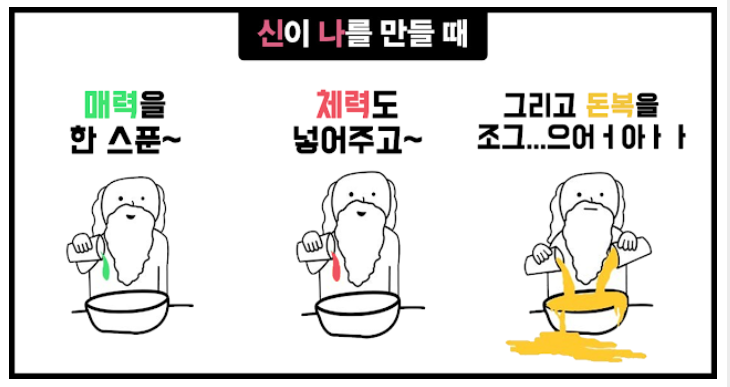 신이 나를 만들 때
매력을
한 스푼~
체력도
넣어주고~
그리고 돈복을
조그...으어ㅓ아ㅏㅏ